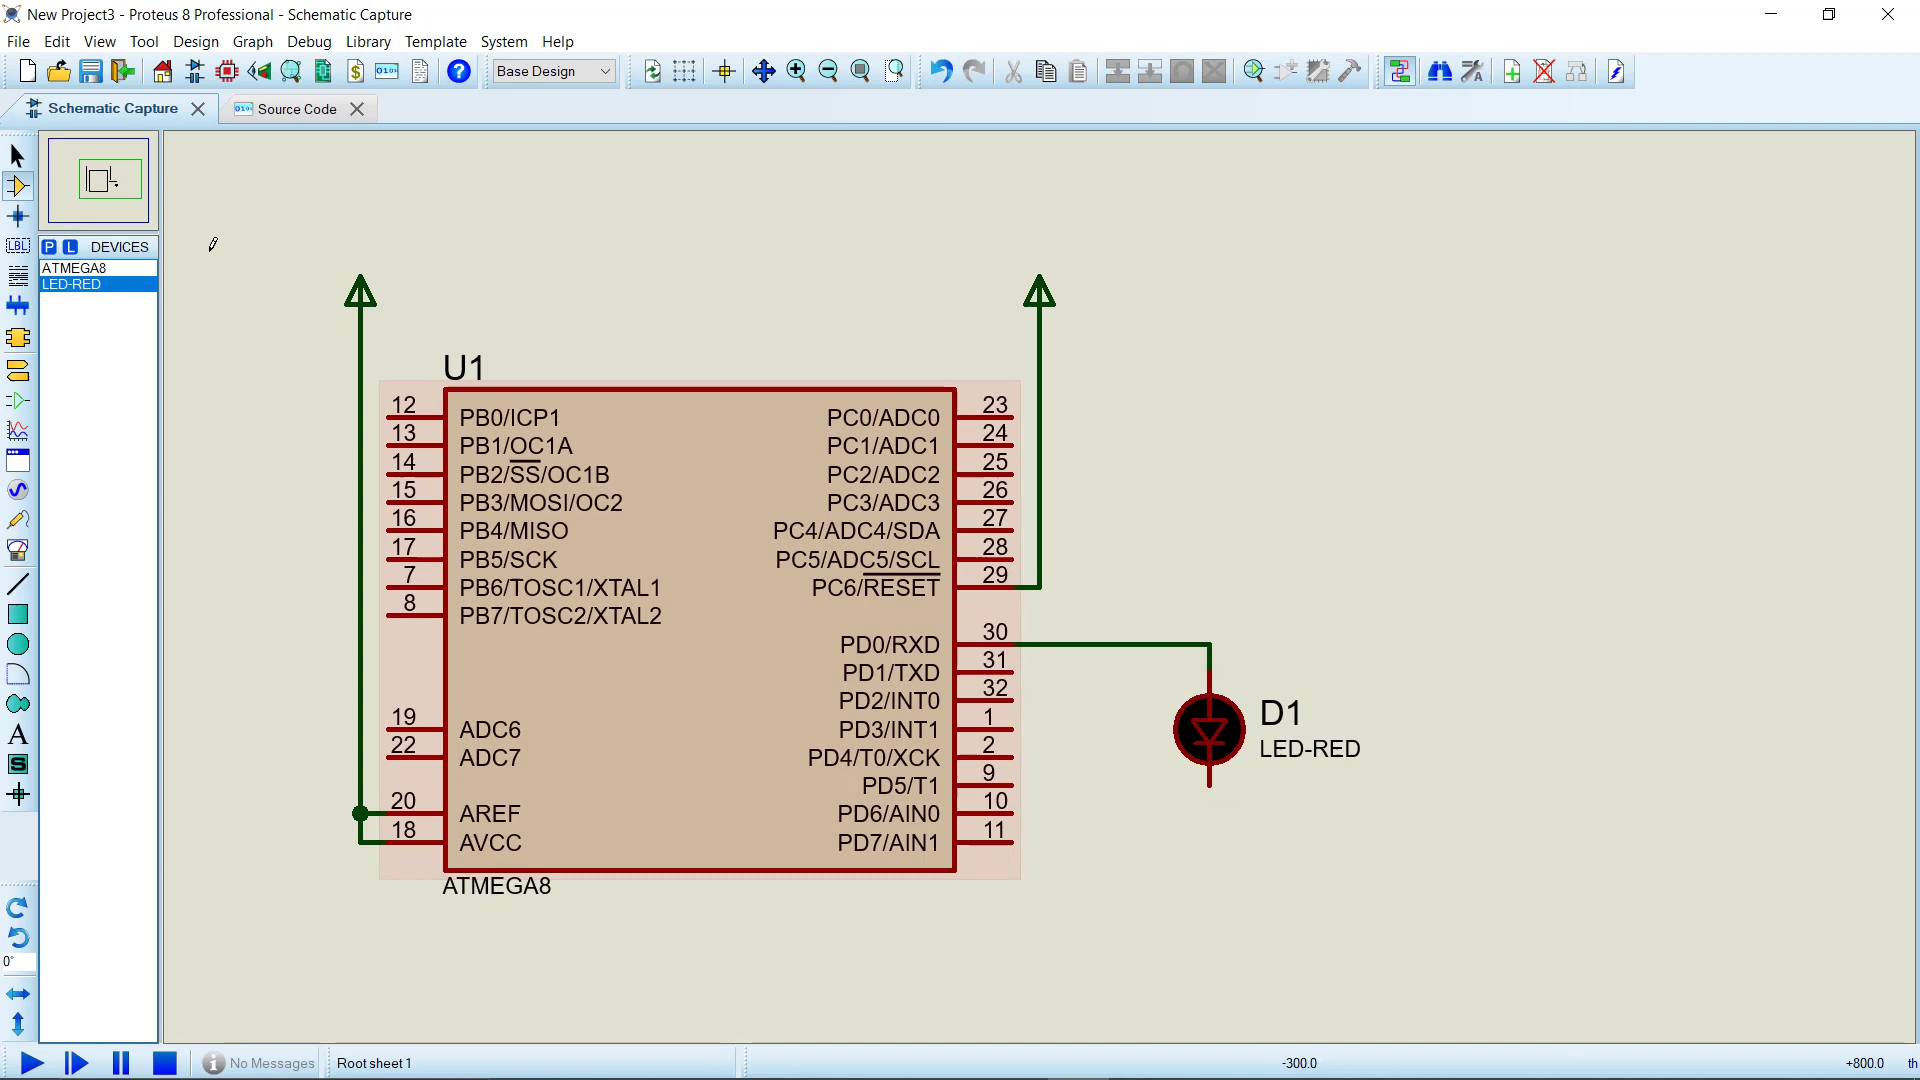 New Project3 - Proteus 8 Professional - Schematic Capture
File Edit View Tool Design Graph Debug Library Template System Help
Base Design
Schematic Capture
Source Code
P L DEVICES
ATMEGA8
LED-RED
LBL
A
S
0°
U1
12 PB0/ICP1 PC0/ADC0 23
13 PB1/OC1A PC1/ADC1 24
14 PB2/SS/OC1B PC2/ADC2 25
15 PB3/MOSI/OC2 PC3/ADC3 26
16 PB4/MISO PC4/ADC4/SDA 27
17 PB5/SCK PC5/ADC5/SCL 28
7 PB6/TOSC1/XTAL1 PC6/RESET 29
8 PB7/TOSC2/XTAL2
PD0/RXD 30
PD1/TXD 31
PD2/INT0 32
19 ADC6 PD3/INT1 1
22 ADC7 PD4/T0/XCK 2
PD5/T1 9
20 AREF PD6/AIN0 10
18 AVCC PD7/AIN1 11
ATMEGA8
D1
LED-RED
No Messages Root sheet 1 -300.0 +800.0 th